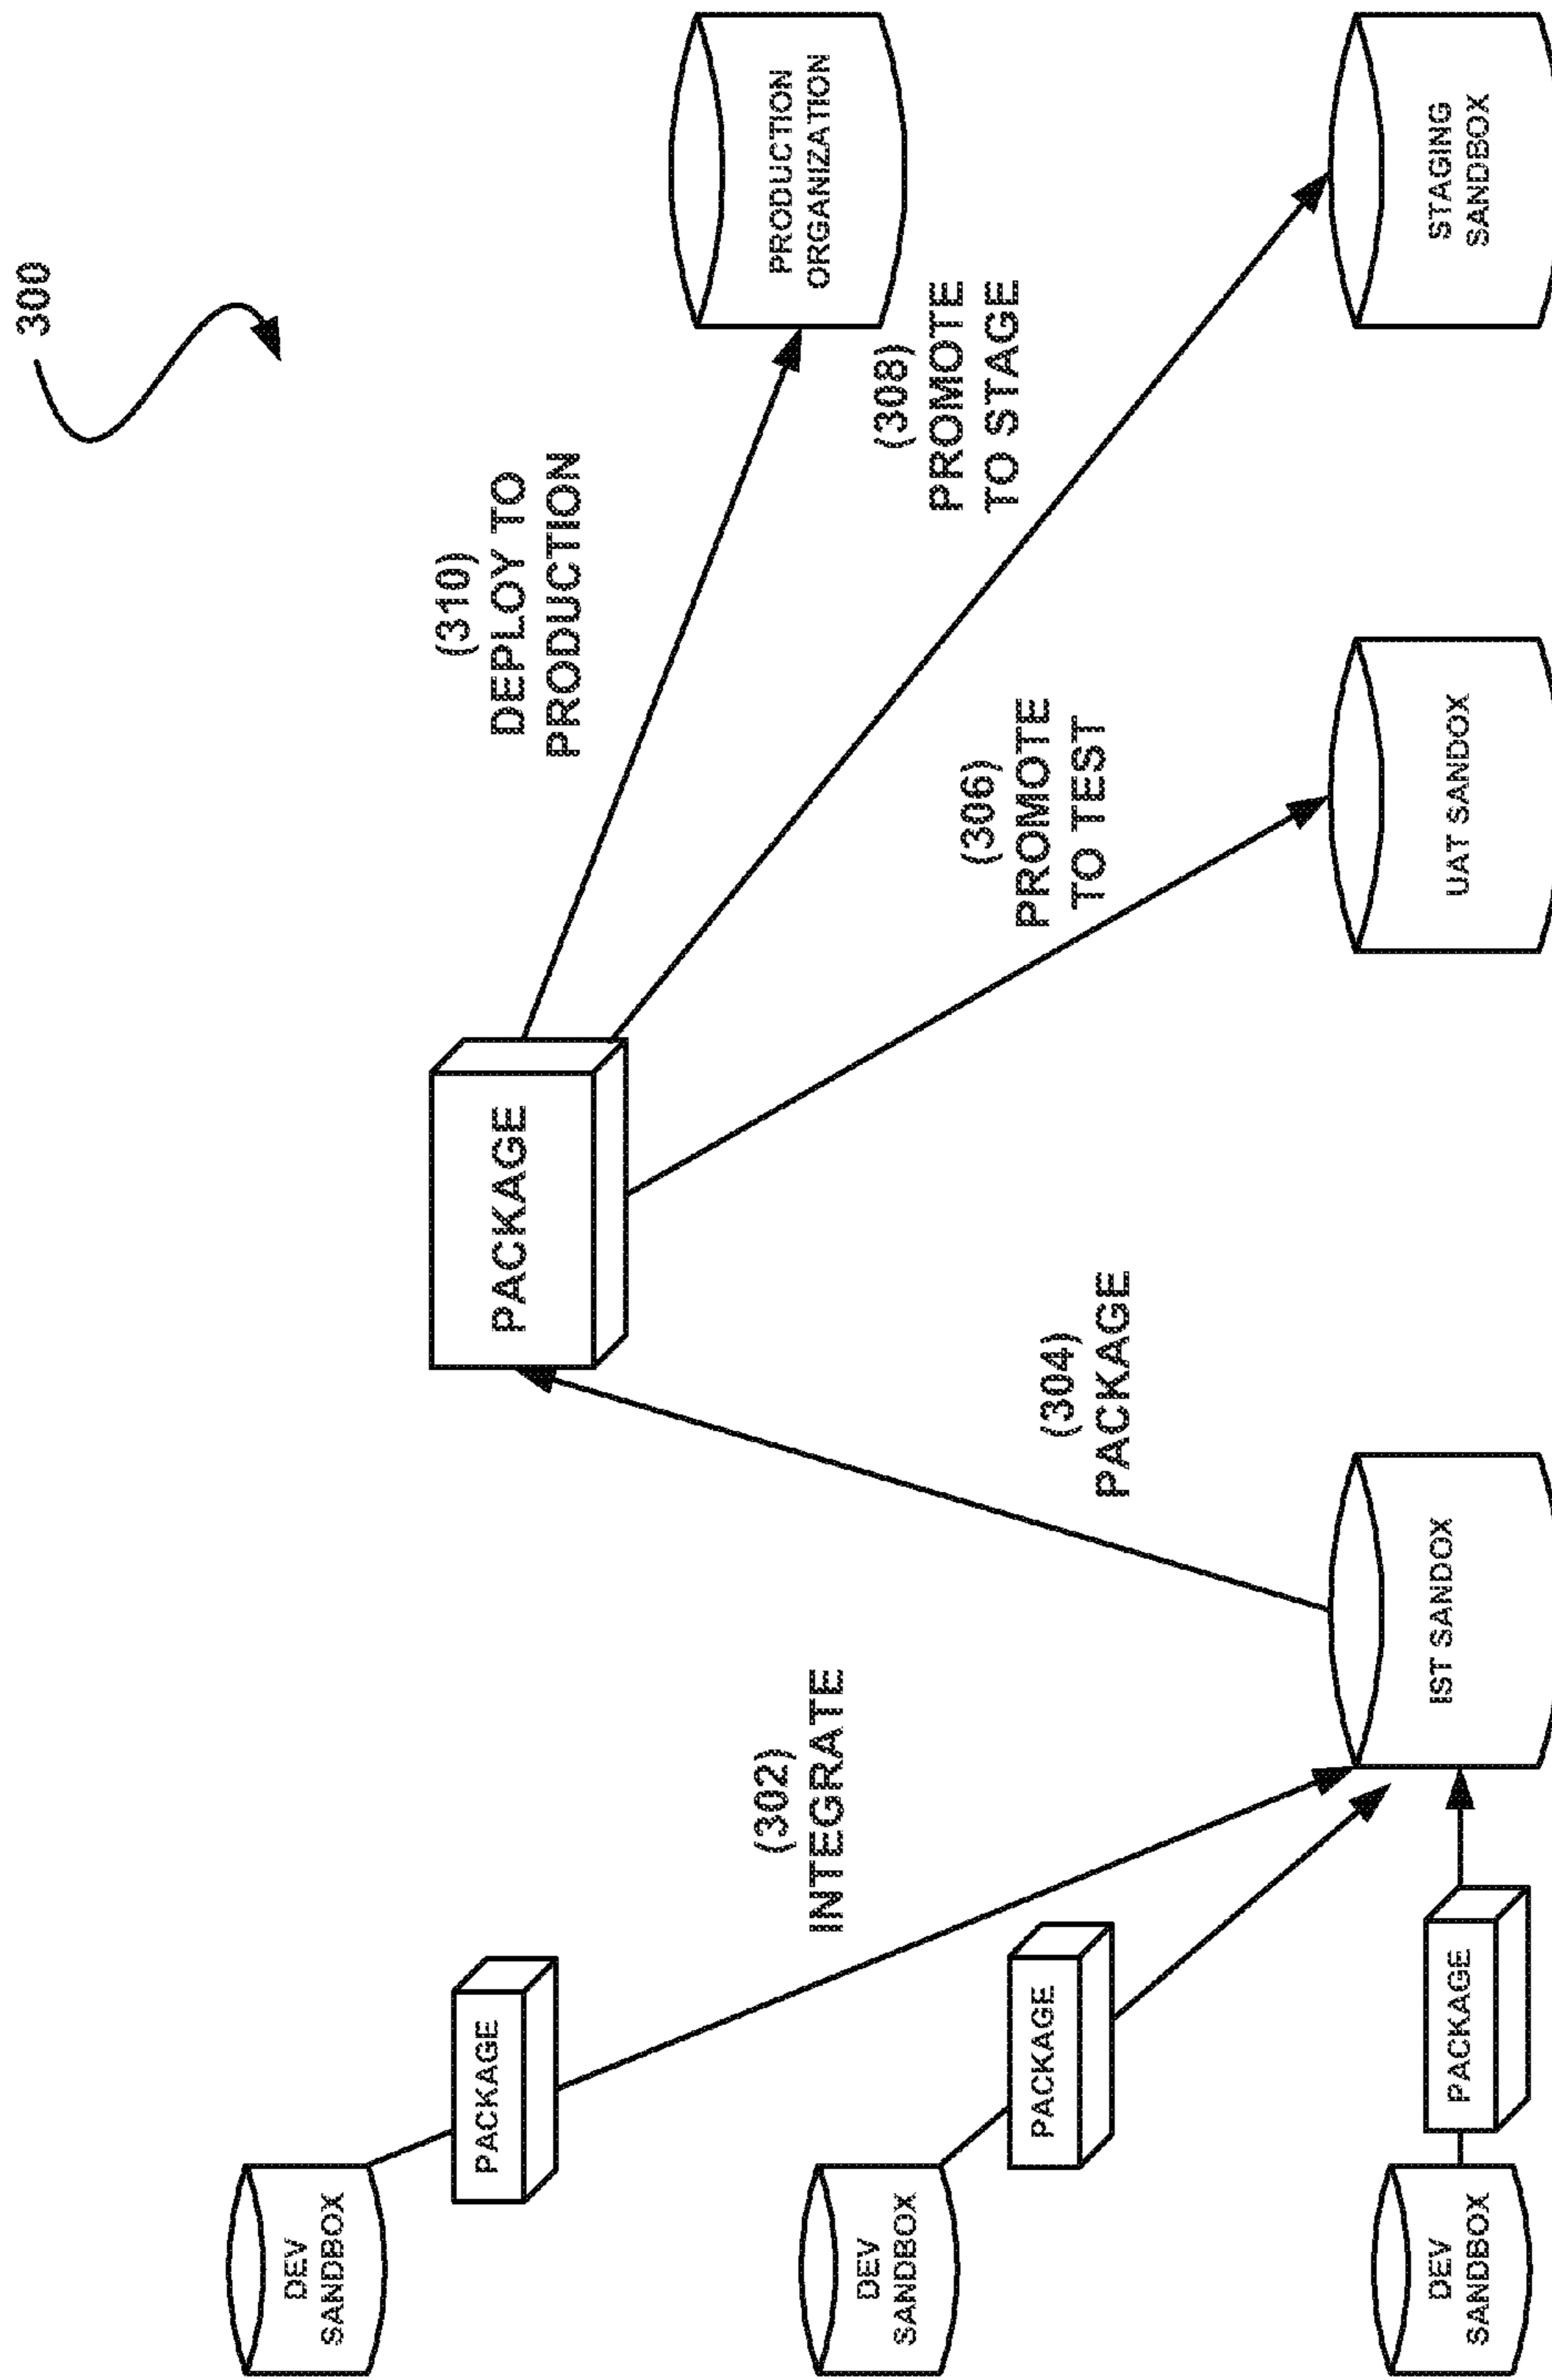 300
(310)
DEPLOY TO
PRODUCTION
PRODUCTION
ORGANIZATION
PACKAGE
(308)
PROMOTE
TO STAGE
(306)
PROMOTE
TO TEST
STAGING
SANDBOX
UAT SANDOX
(304)
PACKAGE
IST SANDOX
(302)
INTEGRATE
DEV
SANDBOX
PACKAGE
DEV
SANDBOX
PACKAGE
DEV
SANDBOX
PACKAGE